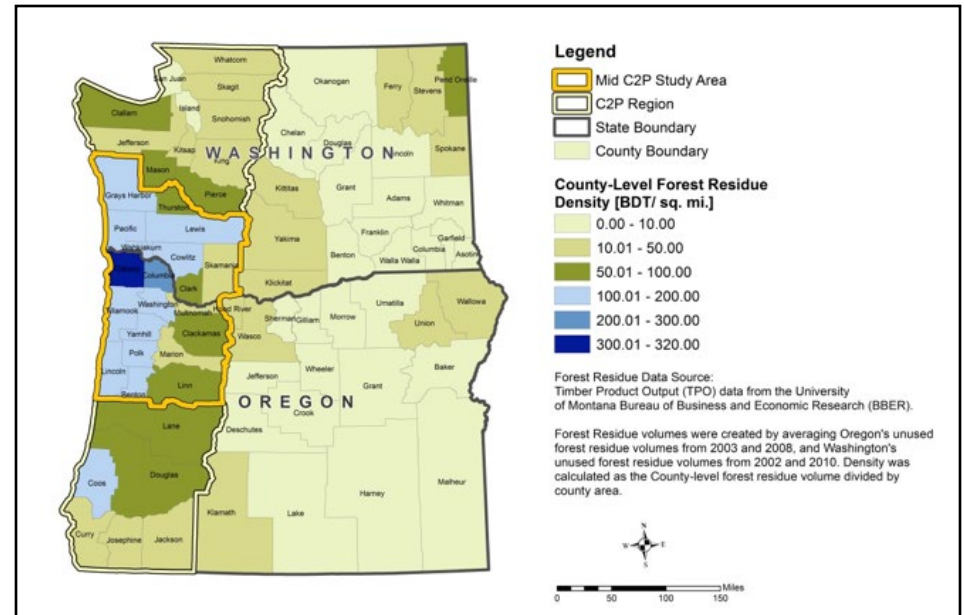 Whatcom
San Juan
Skagit
Okanogan
Ferry
Stevens
Pend Oreille
Island
Clallam
Snohomish
Chelan
Douglas
Jefferson
Kitsap
King
WASHINGTON
Lincoln
Spokane
Mason
Grays Harbor
Pierce
Kittitas
Grant
Adams
Whitman
Thurston
Pacific
Lewis
Yakima
Franklin
Garfield
Wahkiakum
Cowlitz
Skamania
Benton
Walla Walla
Columbia
Asotin
Columbia
Clark
Klickitat
Washington
Tillamook
Multnomah
Hood River
Sherman
Gilliam
Morrow
Umatilla
Wallowa
Union
Yamhill
Clackamas
Wasco
Polk
Marion
Baker
Wheeler
Lincoln
Linn
Jefferson
Grant
Benton
OREGON
Crook
Lane
Deschutes
Coos
Douglas
Malheur
Harney
Klamath
Lake
Curry
Josephine
Jackson
Legend
Mid C2P Study Area
C2P Region
State Boundary
County Boundary
County-Level Forest Residue
Density [BDT/ sq. mi.]
0.00 - 10.00
10.01 - 50.00
50.01 - 100.00
100.01 - 200.00
200.01 - 300.00
300.01 - 320.00
Forest Residue Data Source:
Timber Product Output (TPO) data from the University
of Montana Bureau of Business and Economic Research (BBER).
Forest Residue volumes were created by averaging Oregon's unused
forest residue volumes from 2003 and 2008, and Washington's
unused forest residue volumes from 2002 and 2010. Density was
calculated as the County-level forest residue volume divided by
county area.
N
W
E
S
Miles
0 50 100 150